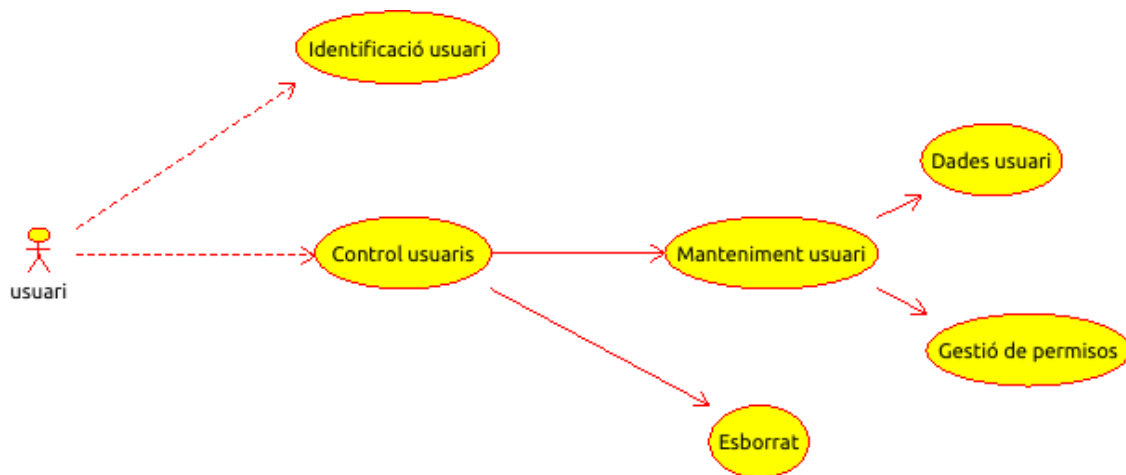 Identificació usuari
Dades usuari
Control usuaris
Manteniment usuari
usuari
Gestió de permisos
Esborrat